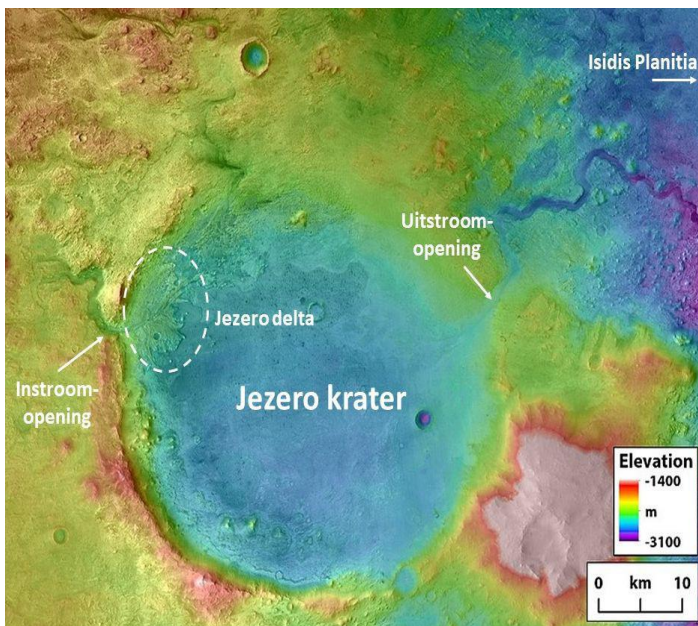 Isidis Planitia
Uitstroom-
opening
Jezero delta
Instroom-
opening
Jezero krater
Elevation
-1400
m
-3100
0 km 10